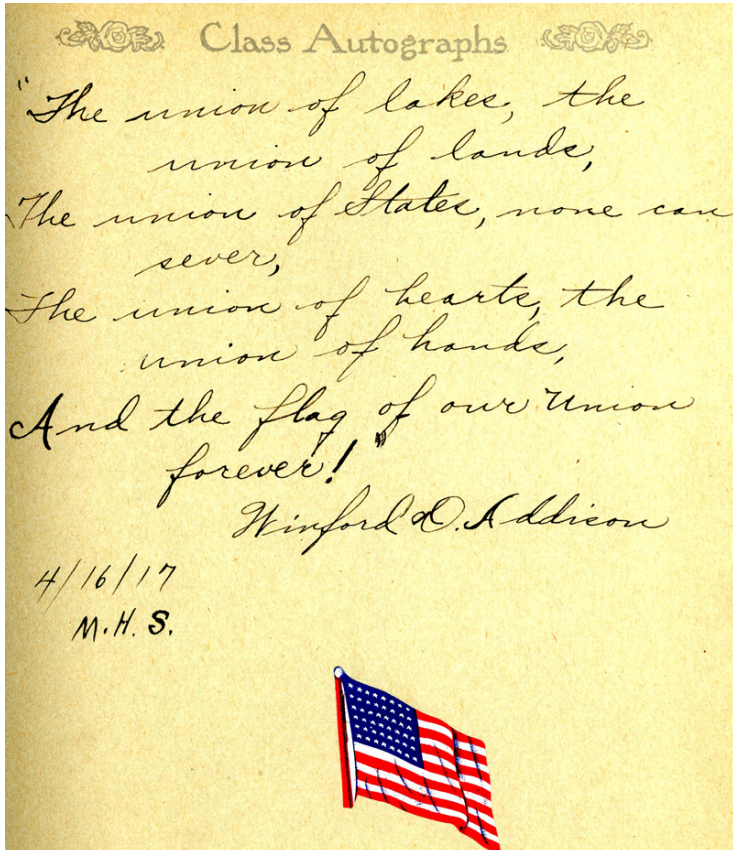 Class Autographs
"The union of lakes, the
union of lands,
The union of States, none can
sever,
The union of hearts, the
union of hands,
And the flag of our Union
forever!"
Winford D. Addison
4/16/17
M.H.S.